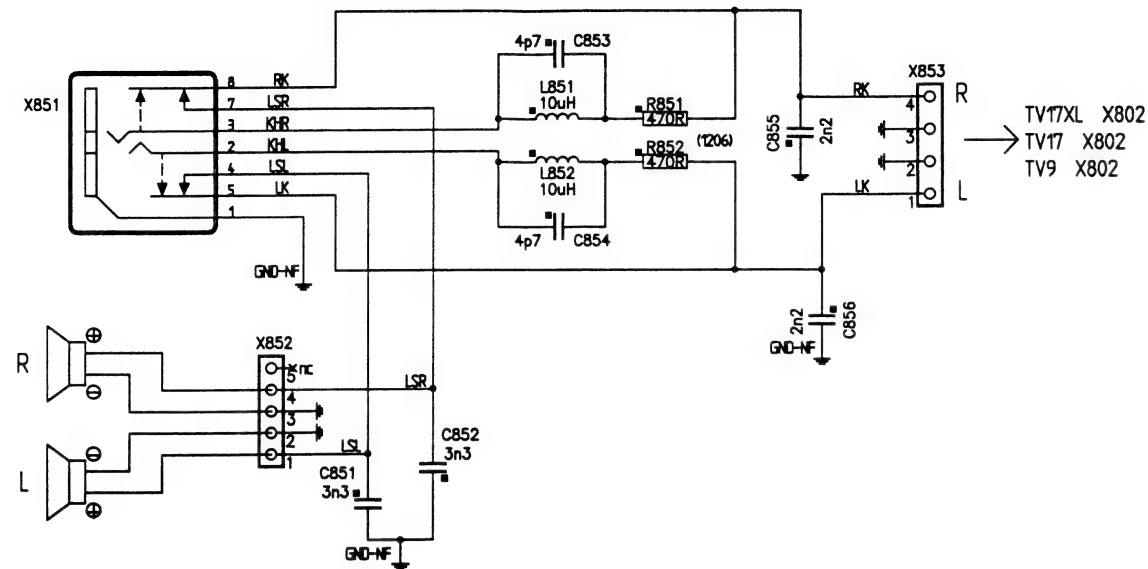 4p7 C853
X851
8 RK
7 LSR
3 KHR
2 KHL
4 LSL
5 LK
1
L851
10uH
R851
470R
(1206)
R852
470R
L852
10uH
4p7 C854
C855
2n2
X853
RK
4 R
3
2
LK
1 L
TV17XL X802
TV17 X802
TV9 X802
GND-NF
2n2
C856
GND-NF
R
X852
nc
5
LSR
4
3
2
LSL
1
L
C852
3n3
C851
3n3
GND-NF